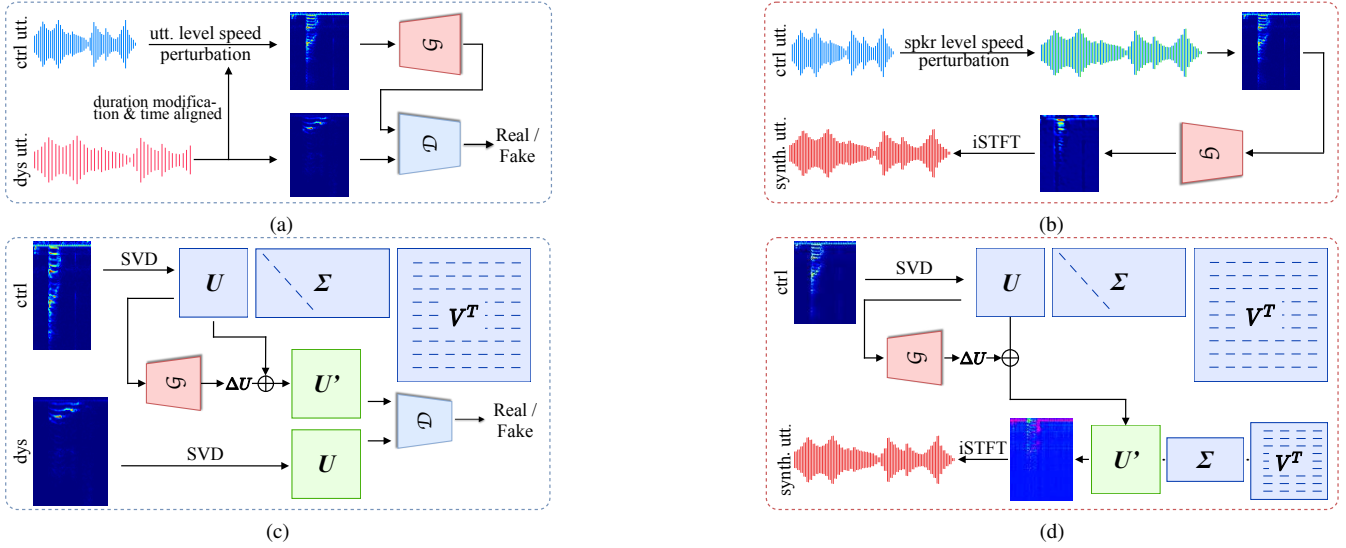 ctrl utt.
utt. level speed
perturbation
𝒢
duration modifica-
tion & time aligned
dys utt.
𝒟
Real /
Fake
(a)
ctrl utt.
spkr level speed
perturbation
synth. utt.
iSTFT
𝒢
(b)
ctrl
SVD
U
Σ
V^T
𝒢
ΔU
U'
dys
SVD
U
𝒟
Real /
Fake
(c)
ctrl
SVD
U
Σ
V^T
𝒢
ΔU
synth. utt.
iSTFT
U'
Σ
V^T
(d)